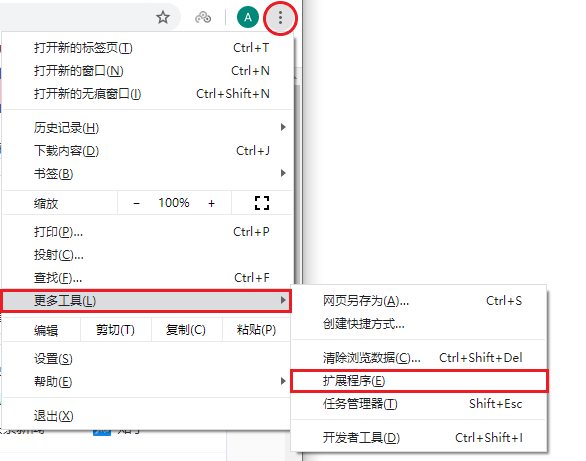 A
打开新的标签页(T) Ctrl+T
打开新的窗口(N) Ctrl+N
打开新的无痕窗口(I) Ctrl+Shift+N
历史记录(H)
下载内容(D) Ctrl+J
书签(B)
缩放 − 100% +
打印(P)... Ctrl+P
投射(C)...
查找(F)... Ctrl+F
更多工具(L)
编辑 剪切(T) 复制(C) 粘贴(P)
设置(S)
帮助(E)
退出(X)
网页另存为(A)... Ctrl+S
创建快捷方式...
清除浏览数据(C)... Ctrl+Shift+Del
扩展程序(E)
任务管理器(T) Shift+Esc
开发者工具(D) Ctrl+Shift+I